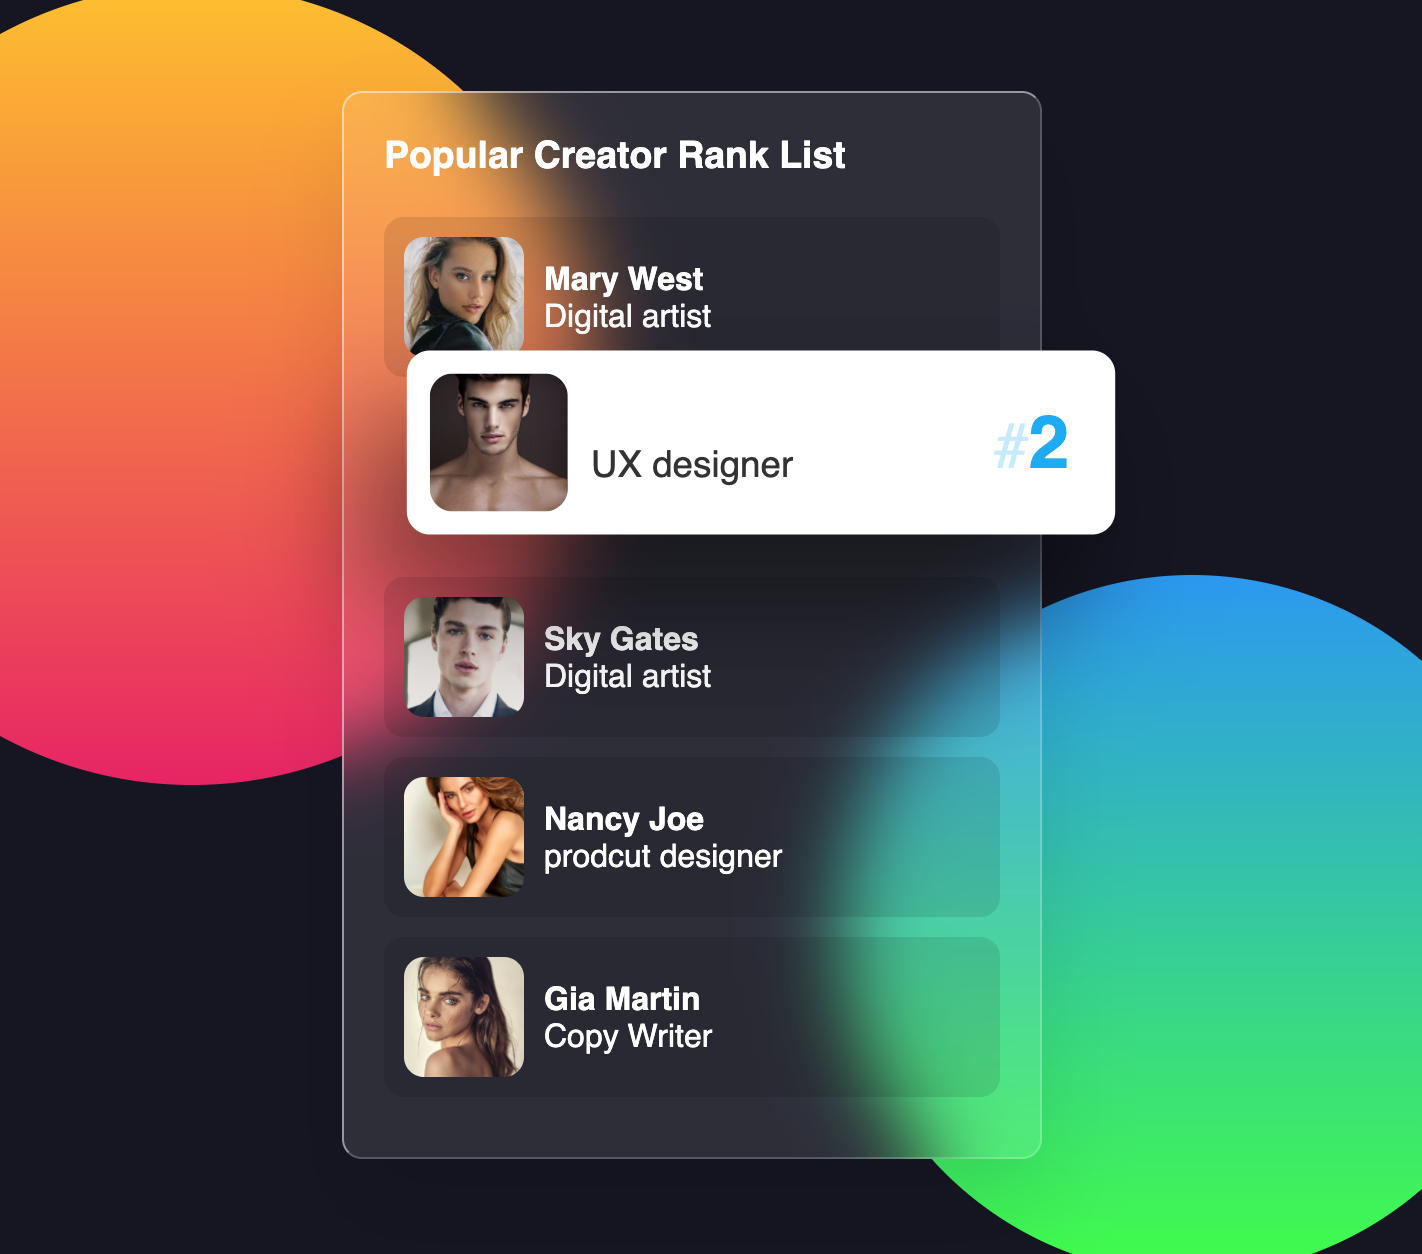 Popular Creator Rank List
Mary West
Digital artist
UX designer
#2
Sky Gates
Digital artist
Nancy Joe
prodcut designer
Gia Martin
Copy Writer